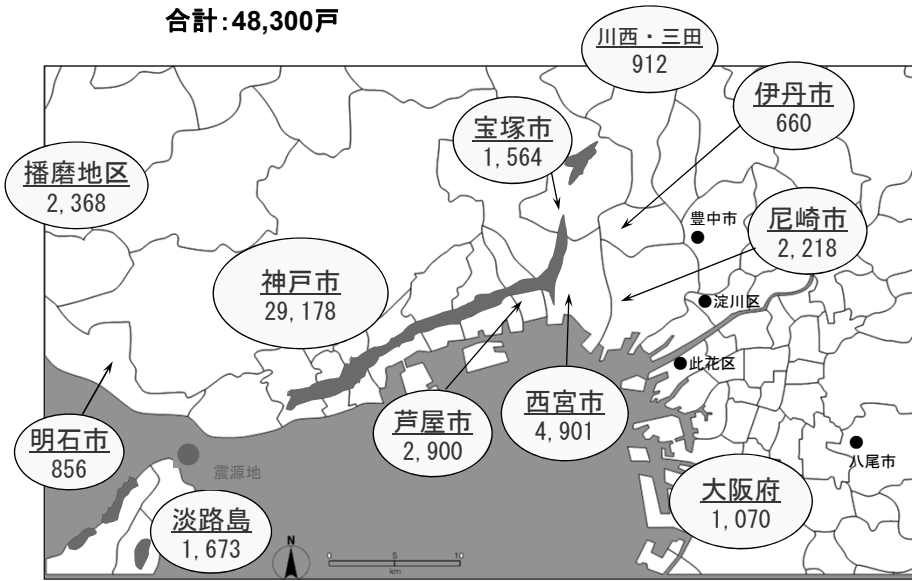 合計:48,300戸
川西・三田
912
伊丹市
660
宝塚市
1,564
播磨地区
2,368
豊中市
尼崎市
2,218
神戸市
29,178
淀川区
此花区
芦屋市
2,900
西宮市
4,901
明石市
856
震源地
八尾市
大阪府
1,070
淡路島
1,673
N
5
10
km